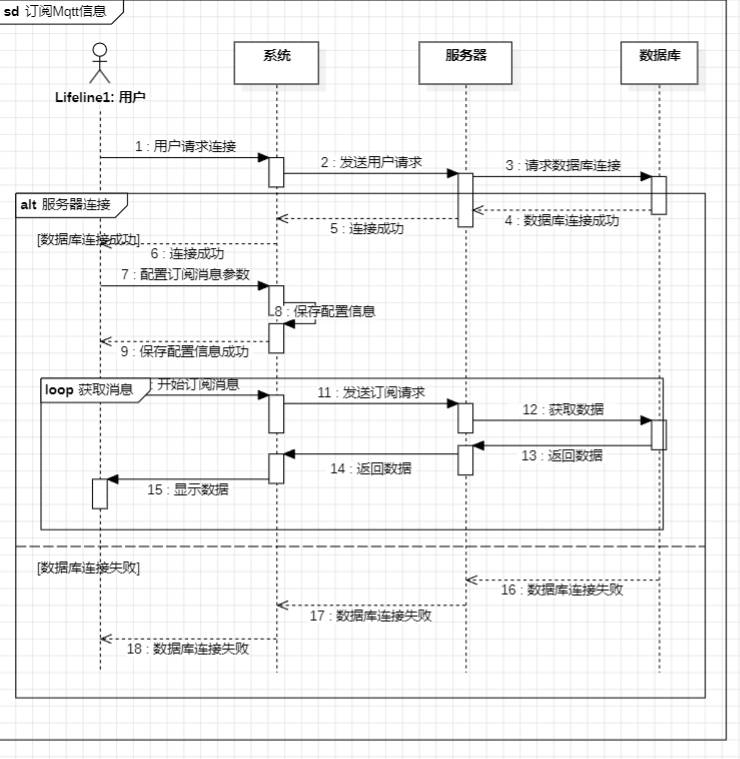 sd 订阅Mqtt信息
系统
服务器
数据库
Lifeline1: 用户
1 : 用户请求连接
2 : 发送用户请求
3 : 请求数据库连接
alt 服务器连接
4 : 数据库连接成功
5 : 连接成功
[数据库连接成功]
6 : 连接成功
7 : 配置订阅消息参数
8 : 保存配置信息
9 : 保存配置信息成功
loop 获取消息
: 开始订阅消息
11 : 发送订阅请求
12 : 获取数据
13 : 返回数据
14 : 返回数据
15 : 显示数据
[数据库连接失败]
16 : 数据库连接失败
17 : 数据库连接失败
18 : 数据库连接失败